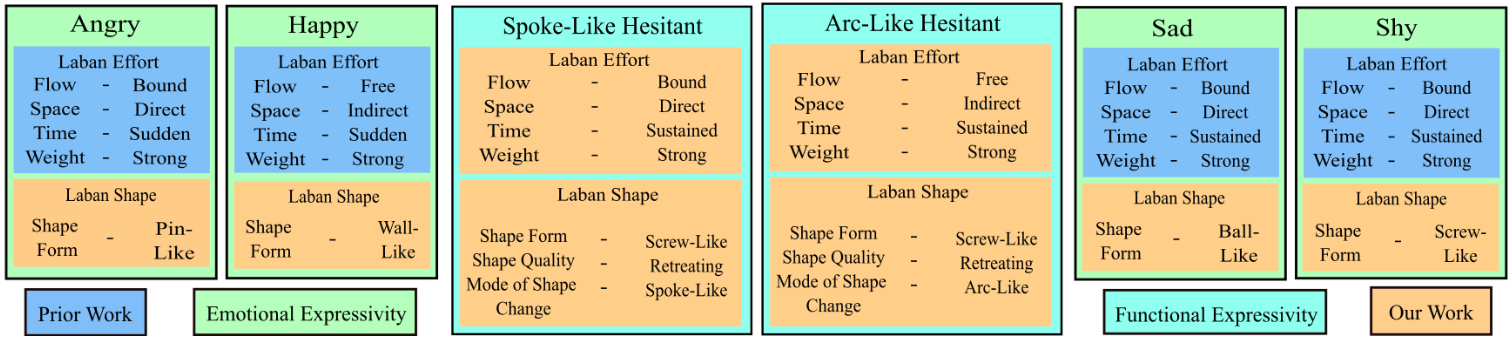 Angry
Laban Effort
Flow - Bound
Space - Direct
Time - Sudden
Weight - Strong
Laban Shape
Shape Form - Pin-Like
Happy
Laban Effort
Flow - Free
Space - Indirect
Time - Sudden
Weight - Strong
Laban Shape
Shape Form - Wall-Like
Spoke-Like Hesitant
Laban Effort
Flow - Bound
Space - Direct
Time - Sustained
Weight - Strong
Laban Shape
Shape Form - Screw-Like
Shape Quality - Retreating
Mode of Shape Change - Spoke-Like
Arc-Like Hesitant
Laban Effort
Flow - Free
Space - Indirect
Time - Sustained
Weight - Strong
Laban Shape
Shape Form - Screw-Like
Shape Quality - Retreating
Mode of Shape Change - Arc-Like
Sad
Laban Effort
Flow - Bound
Space - Direct
Time - Sustained
Weight - Strong
Laban Shape
Shape Form - Ball-Like
Shy
Laban Effort
Flow - Bound
Space - Direct
Time - Sustained
Weight - Strong
Laban Shape
Shape Form - Screw-Like
Prior Work
Emotional Expressivity
Functional Expressivity
Our Work